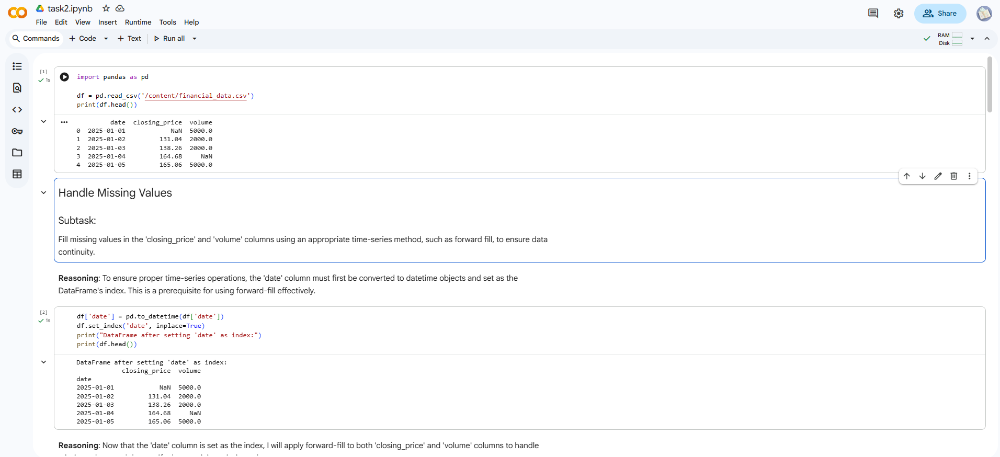 task2.ipynb
File Edit View Insert Runtime Tools Help
Share
Commands + Code + Text Run all
RAM
Disk
[1]
1s
import pandas as pd
df = pd.read_csv('/content/financial_data.csv')
print(df.head())
... date closing_price volume
0 2025-01-01 NaN 5000.0
1 2025-01-02 131.04 2000.0
2 2025-01-03 138.26 2000.0
3 2025-01-04 164.68 NaN
4 2025-01-05 165.06 5000.0
Handle Missing Values
Subtask:
Fill missing values in the 'closing_price' and 'volume' columns using an appropriate time-series method, such as forward fill, to ensure data
continuity.
Reasoning: To ensure proper time-series operations, the 'date' column must first be converted to datetime objects and set as the
DataFrame's index. This is a prerequisite for using forward-fill effectively.
[2]
1s
df['date'] = pd.to_datetime(df['date'])
df.set_index('date', inplace=True)
print("DataFrame after setting 'date' as index:")
print(df.head())
DataFrame after setting 'date' as index:
closing_price volume
date
2025-01-01 NaN 5000.0
2025-01-02 131.04 2000.0
2025-01-03 138.26 2000.0
2025-01-04 164.68 NaN
2025-01-05 165.06 5000.0
Reasoning: Now that the 'date' column is set as the index, I will apply forward-fill to both 'closing_price' and 'volume' columns to handle